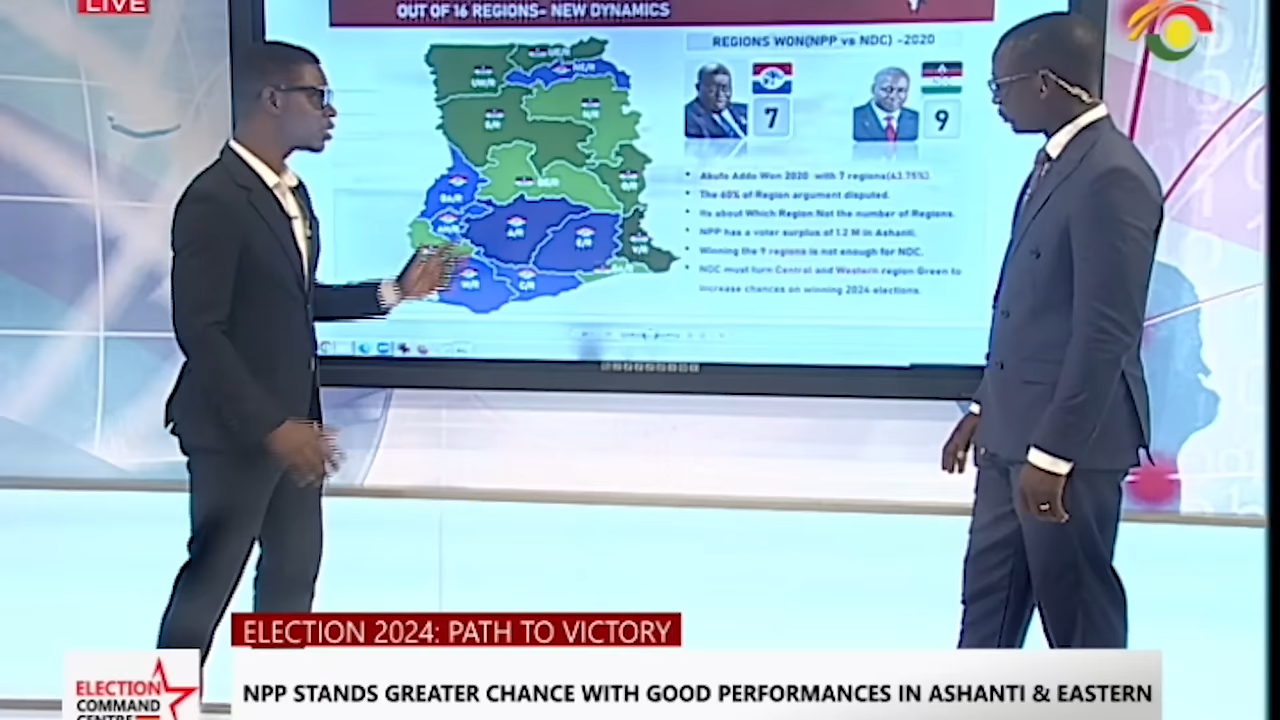 LIVE
OUT OF 16 REGIONS- NEW DYNAMICS
REGIONS WON(NPP vs NDC) -2020
7
9
• Akufo Addo Won 2020 with 7 regions(43.75%)
• The 60% of Region argument disputed.
• Its about Which Region Not the number of Regions.
• NPP has a voter surplus of 1.2 M in Ashanti.
• Winning the 9 regions is not enough for NDC.
• NDC must turn Central and Western region Green to
increase chances on winning 2024 elections.
ELECTION 2024: PATH TO VICTORY
ELECTION
COMMAND
CENTRE
NPP STANDS GREATER CHANCE WITH GOOD PERFORMANCES IN ASHANTI & EASTERN